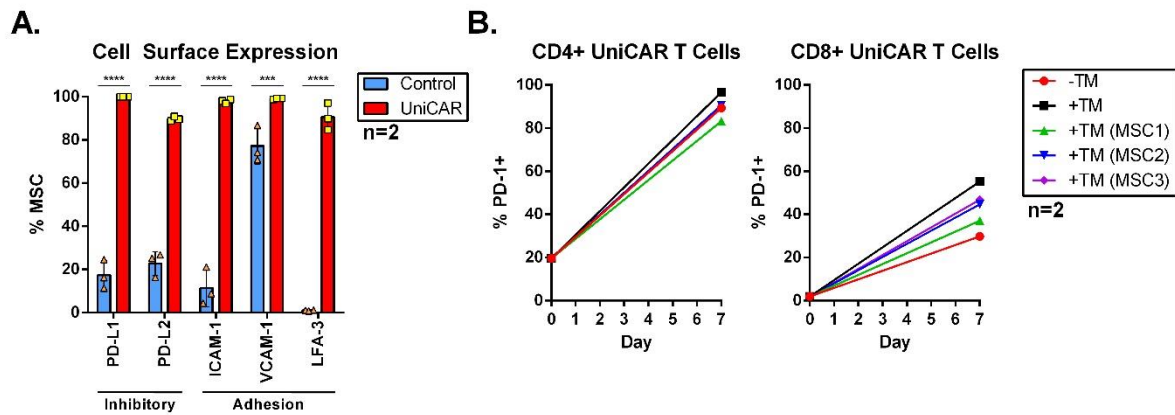 A.
Cell Surface Expression
**** **** **** *** ****
% MSC
100
80
60
40
20
0
PD-L1
PD-L2
ICAM-1
VCAM-1
LFA-3
Inhibitory
Adhesion
Control
UniCAR
n=2
B.
CD4+ UniCAR T Cells
% PD-1+
100
80
60
40
20
0
0 1 2 3 4 5 6 7
Day
CD8+ UniCAR T Cells
% PD-1+
100
80
60
40
20
0
0 1 2 3 4 5 6 7
Day
-TM
+TM
+TM (MSC1)
+TM (MSC2)
+TM (MSC3)
n=2